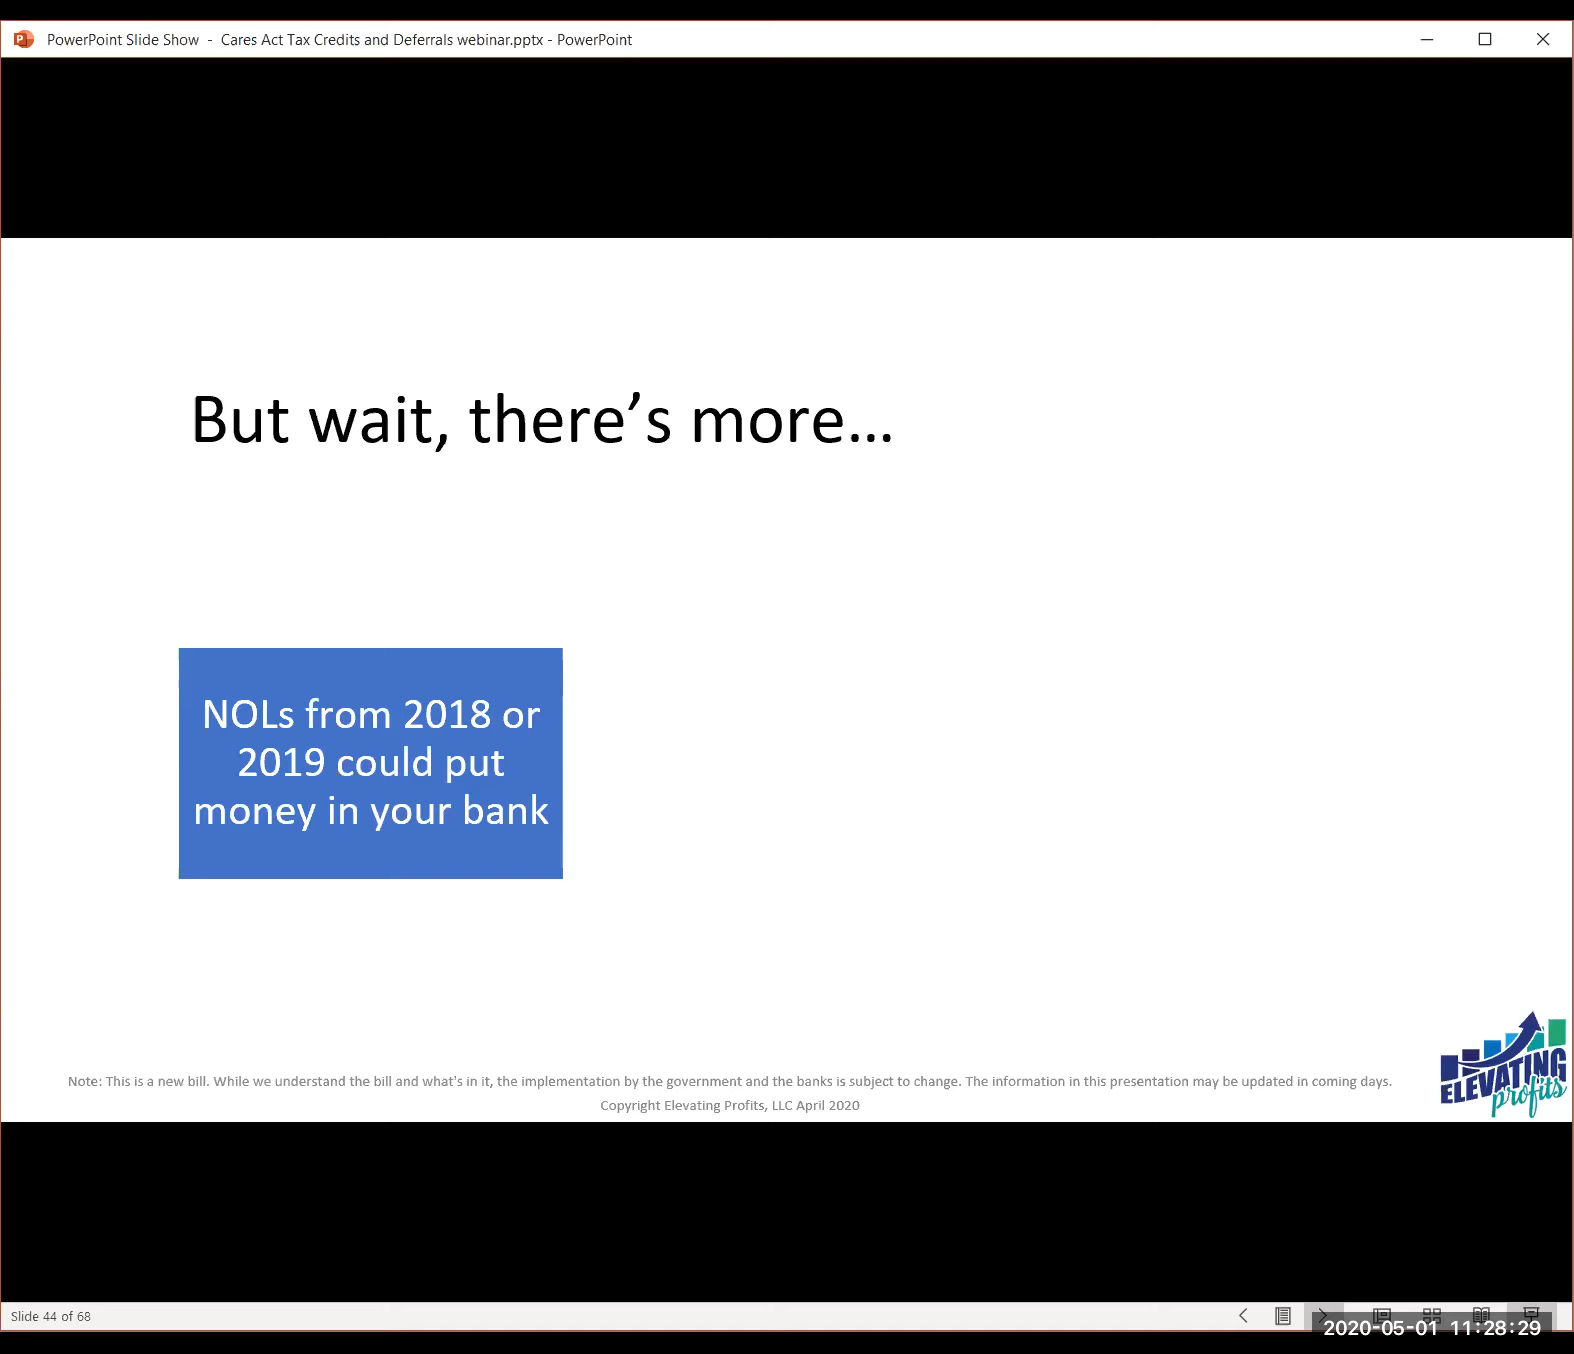 PowerPoint Slide Show - Cares Act Tax Credits and Deferrals webinar.pptx - PowerPoint
But wait, there’s more...
NOLs from 2018 or
2019 could put
money in your bank
Note: This is a new bill. While we understand the bill and what's in it, the implementation by the government and the banks is subject to change. The information in this presentation may be updated in coming days.
Copyright Elevating Profits, LLC April 2020
ELEVATING
profits
Slide 44 of 68
2020-05-01 11:28:29